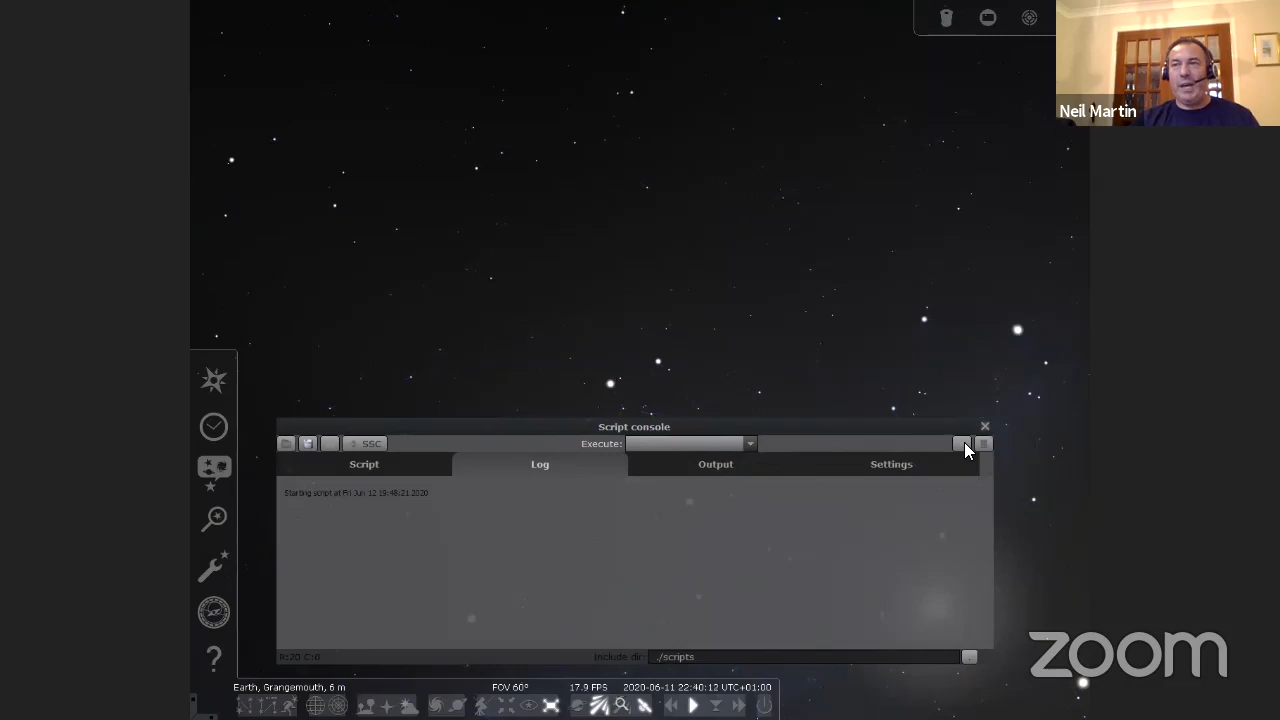 Neil Martin
Script console
SSC
Execute:
Script
Log
Output
Settings
Starting script at Fri Jun 12 19:48:21 2020
R:20 C:0
Include dir:
./scripts
zoom
Earth, Grangemouth, 6 m
FOV 60°
17.9 FPS
2020-06-11 22:40:12 UTC+01:00